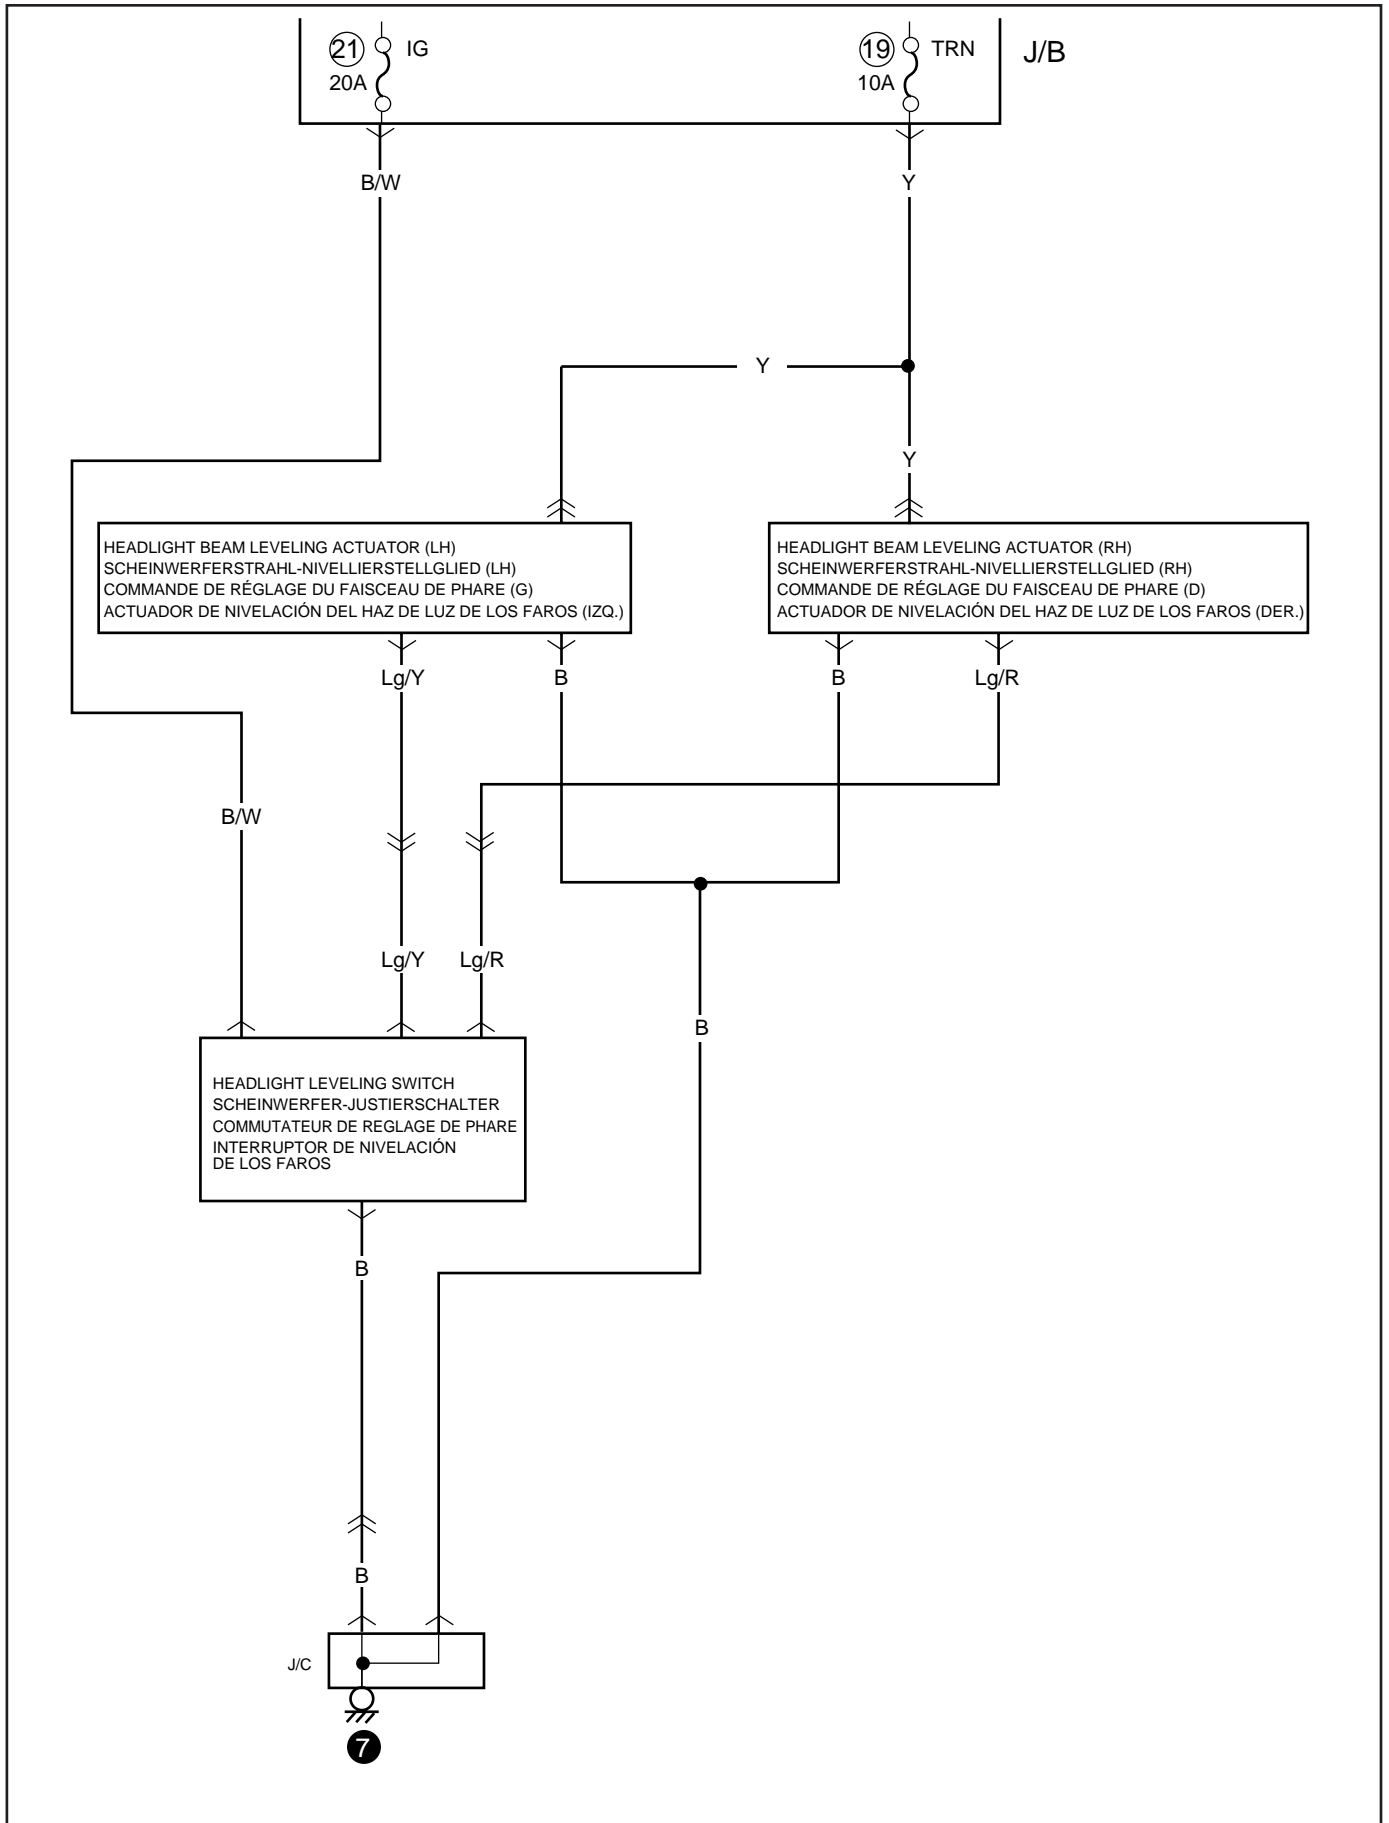 21 IG
20A
19 TRN
10A
J/B
B/W
Y
Y
Y
HEADLIGHT BEAM LEVELING ACTUATOR (LH)
SCHEINWERFERSTRAHL-NIVELLIERSTELLGLIED (LH)
COMMANDE DE RÉGLAGE DU FAISCEAU DE PHARE (G)
ACTUADOR DE NIVELACIÓN DEL HAZ DE LUZ DE LOS FAROS (IZQ.)
HEADLIGHT BEAM LEVELING ACTUATOR (RH)
SCHEINWERFERSTRAHL-NIVELLIERSTELLGLIED (RH)
COMMANDE DE RÉGLAGE DU FAISCEAU DE PHARE (D)
ACTUADOR DE NIVELACIÓN DEL HAZ DE LUZ DE LOS FAROS (DER.)
Lg/Y
B
B
Lg/R
B/W
Lg/Y
Lg/R
B
HEADLIGHT LEVELING SWITCH
SCHEINWERFER-JUSTIERSCHALTER
COMMUTATEUR DE REGLAGE DE PHARE
INTERRUPTOR DE NIVELACIÓN
DE LOS FAROS
B
B
J/C
7